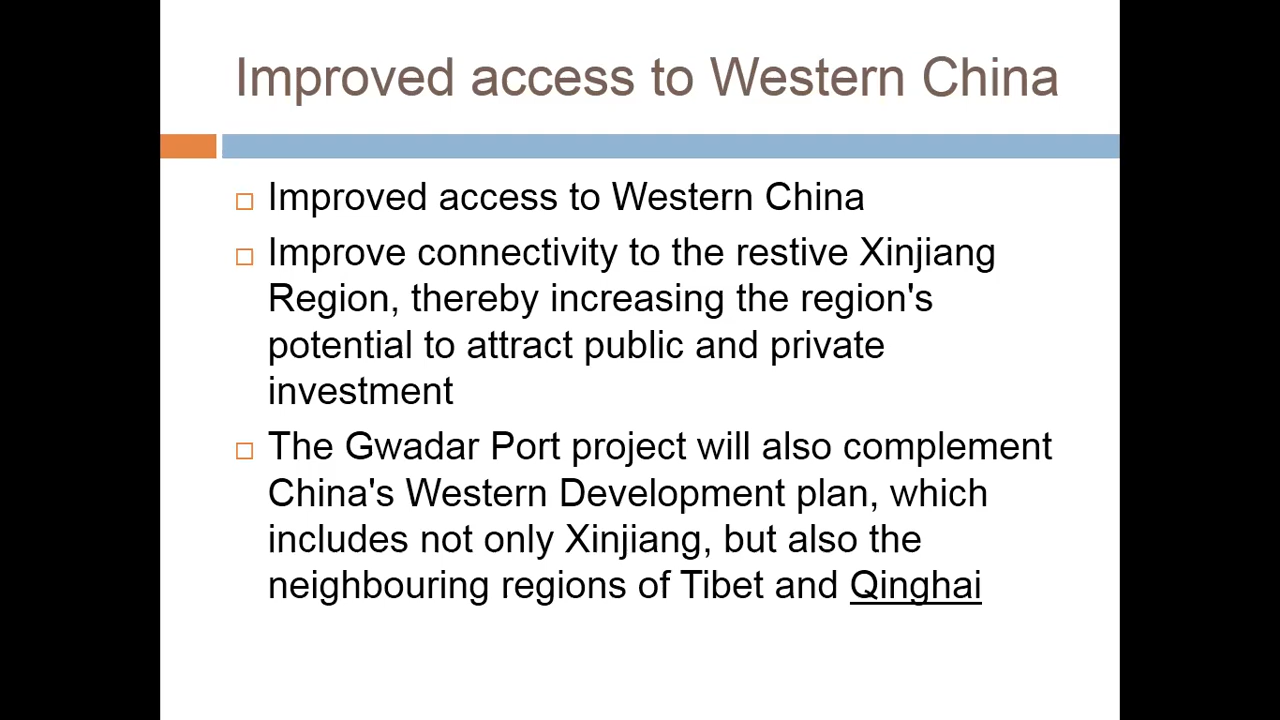 Improved access to Western China
Improved access to Western China
Improve connectivity to the restive Xinjiang
Region, thereby increasing the region's
potential to attract public and private
investment
The Gwadar Port project will also complement
China's Western Development plan, which
includes not only Xinjiang, but also the
neighbouring regions of Tibet and Qinghai